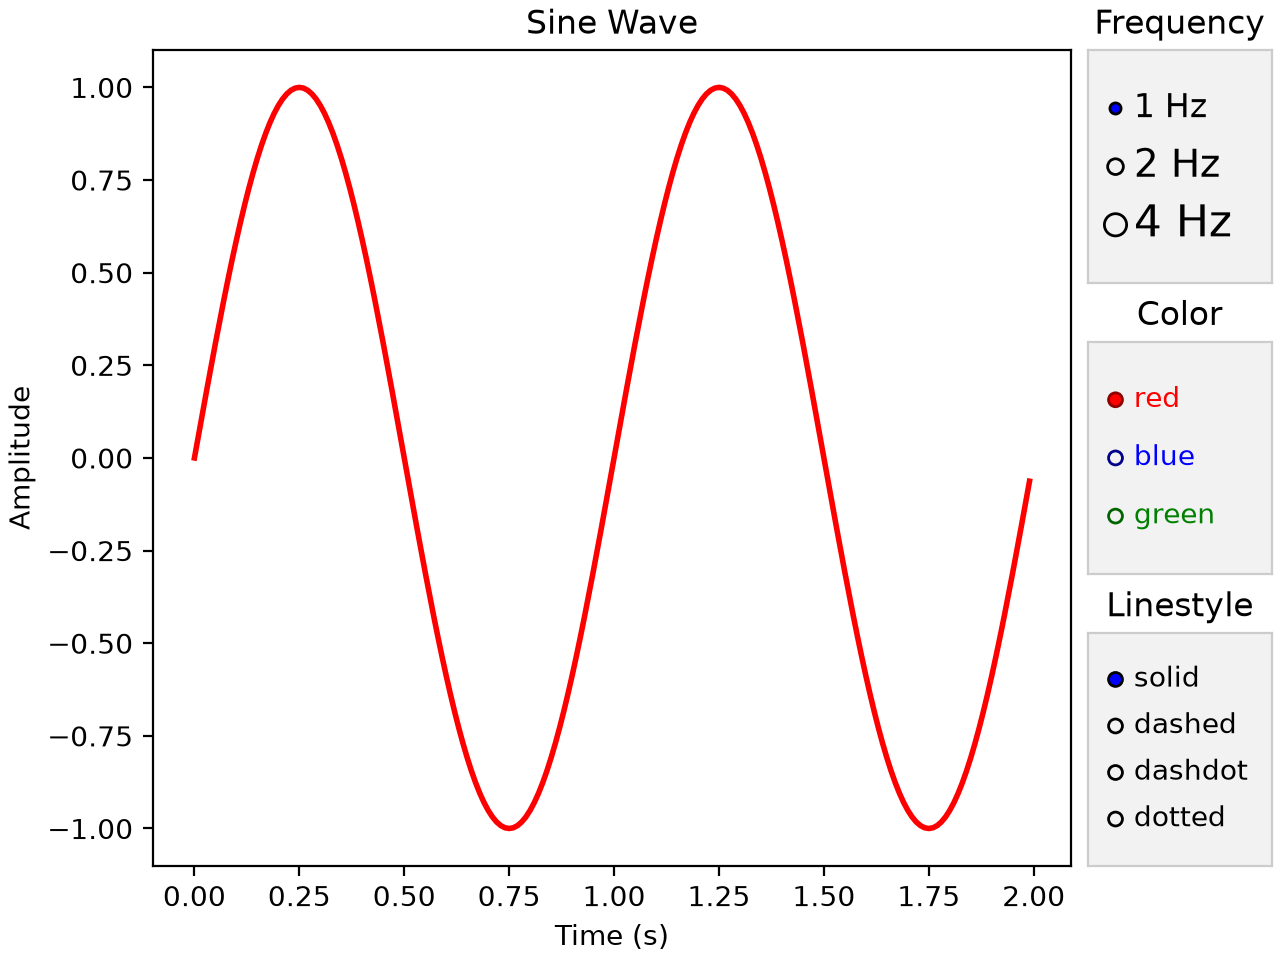 Sine Wave
1.00
0.75
0.50
0.25
0.00
−0.25
−0.50
−0.75
−1.00
Amplitude
0.00 0.25 0.50 0.75 1.00 1.25 1.50 1.75 2.00
Time (s)
Frequency
1 Hz
2 Hz
4 Hz
Color
red
blue
green
Linestyle
solid
dashed
dashdot
dotted